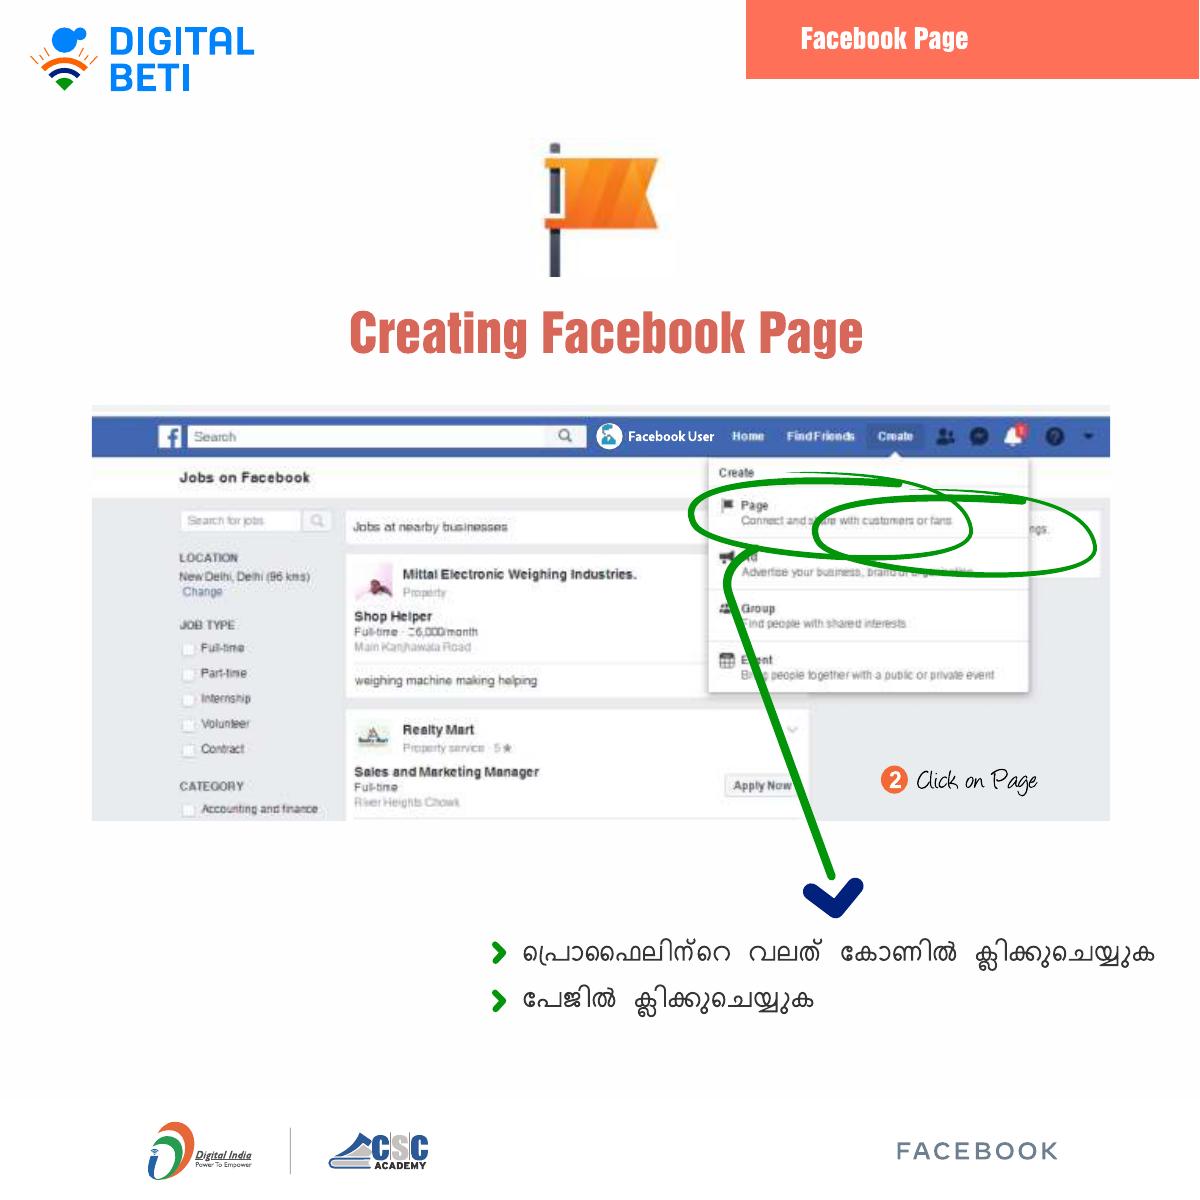 DIGITAL
BETI
Facebook Page
Creating Facebook Page
Search
Facebook User
Home
Find Friends
Create
1
Jobs on Facebook
Create
Search for jobs
Jobs at nearby businesses
Page
Connect and share with customers or fans
ngs.
LOCATION
New Delhi, Delhi (96 kms)
Change
Mittal Electronic Weighing Industries.
Property
Ad
Advertise your business, brand or organisation
JOB TYPE
Full-time
Part-time
Internship
Volunteer
Contract
Shop Helper
Full-time · 6,000/month
Main Kanjhawala Road
weighing machine making helping
Group
Find people with shared interests
Event
Bring people together with a public or private event
Realty Mart
Property service · 5★
Sales and Marketing Manager
Full-time
River Heights Chowk
Apply Now
CATEGORY
Accounting and finance
2 Click on Page
പ്രൊഫൈലിന്റെ വലത് കോണിൽ ക്ലിക്കുചെയ്യുക
പേജിൽ ക്ലിക്കുചെയ്യുക
Digital India
Power To Empower
CSC
ACADEMY
FACEBOOK